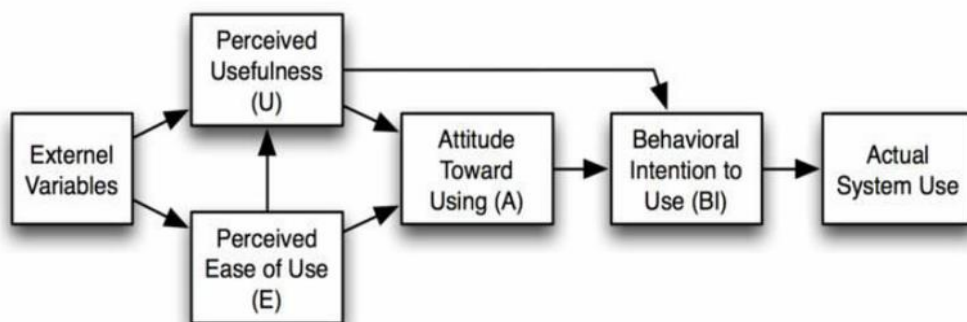 Perceived
Usefulness
(U)
Externel
Variables
Perceived
Ease of Use
(E)
Attitude
Toward
Using (A)
Behavioral
Intention to
Use (BI)
Actual
System Use